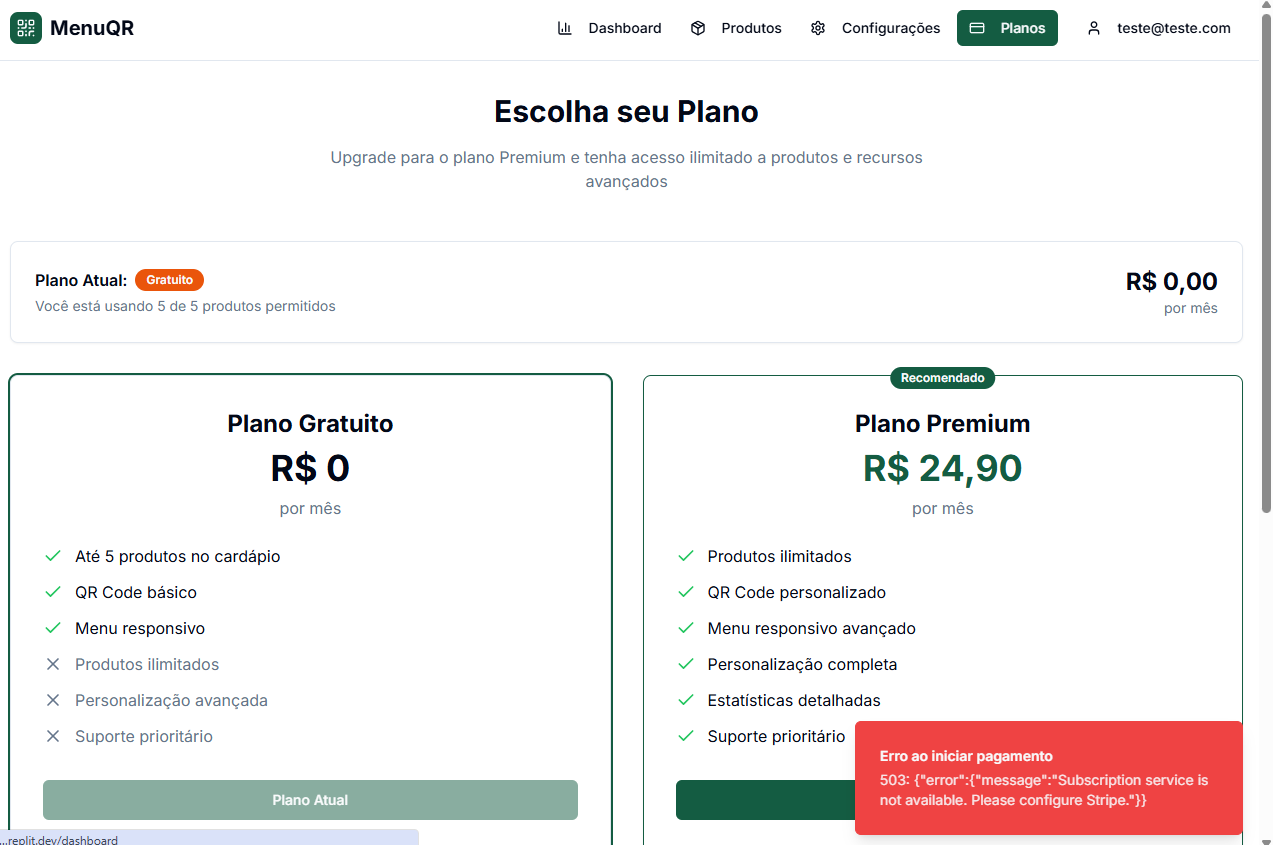 MenuQR
Dashboard
Produtos
Configurações
Planos
teste@teste.com
Escolha seu Plano
Upgrade para o plano Premium e tenha acesso ilimitado a produtos e recursos
avançados
Plano Atual: Gratuito
Você está usando 5 de 5 produtos permitidos
R$ 0,00
por mês
Plano Gratuito
R$ 0
por mês
Até 5 produtos no cardápio
QR Code básico
Menu responsivo
Produtos ilimitados
Personalização avançada
Suporte prioritário
Plano Atual
Recomendado
Plano Premium
R$ 24,90
por mês
Produtos ilimitados
QR Code personalizado
Menu responsivo avançado
Personalização completa
Estatísticas detalhadas
Suporte prioritário
Erro ao iniciar pagamento
503: {"error":{"message":"Subscription service is
not available. Please configure Stripe."}}
...replit.dev/dashboard